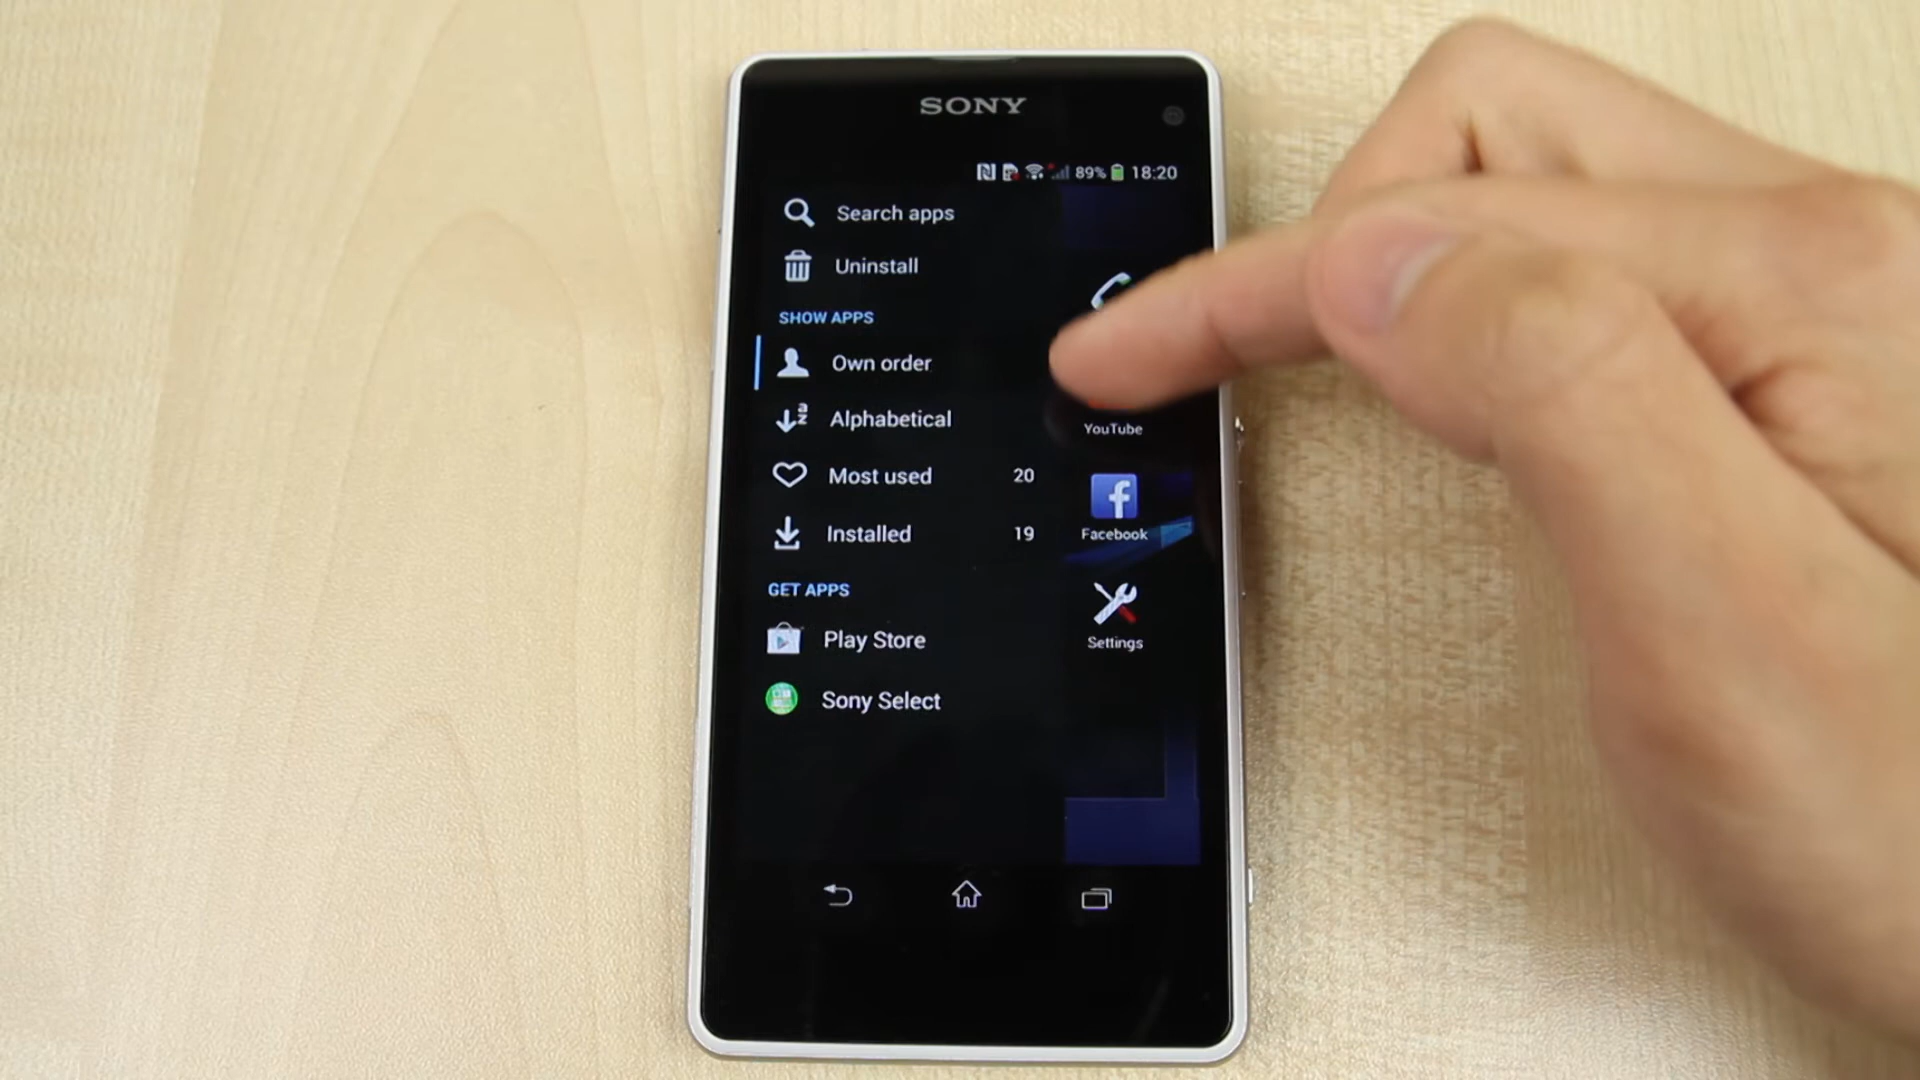 SONY
89% 18:20
Search apps
Uninstall
SHOW APPS
Own order
Alphabetical
Most used 20
Installed 19
GET APPS
Play Store
Sony Select
YouTube
Facebook
Settings